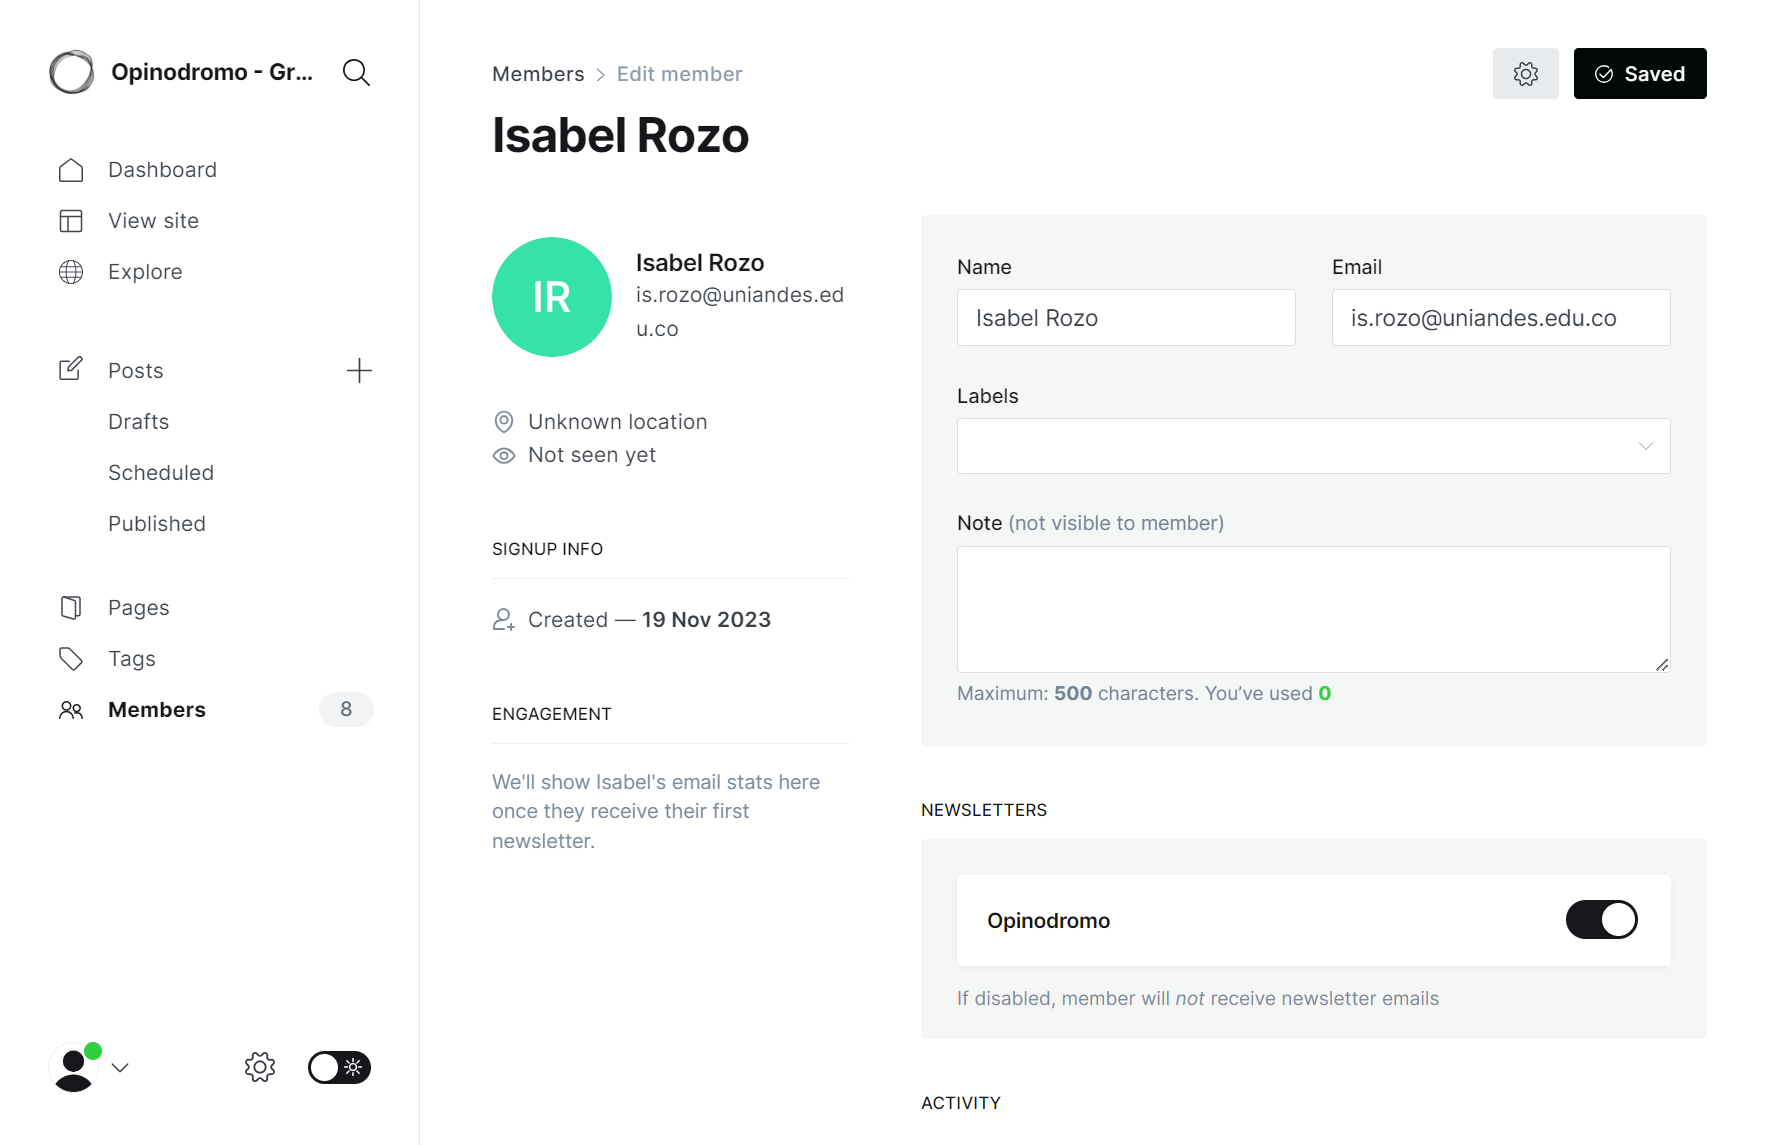 Opinodromo - Gr...
Dashboard
View site
Explore
Posts
Drafts
Scheduled
Published
Pages
Tags
Members 8
Members > Edit member
Saved
Isabel Rozo
IR
Isabel Rozo
is.rozo@uniandes.ed
u.co
Unknown location
Not seen yet
SIGNUP INFO
Created — 19 Nov 2023
ENGAGEMENT
We'll show Isabel's email stats here
once they receive their first
newsletter.
Name
Isabel Rozo
Email
is.rozo@uniandes.edu.co
Labels
Note (not visible to member)
Maximum: 500 characters. You’ve used 0
NEWSLETTERS
Opinodromo
If disabled, member will not receive newsletter emails
ACTIVITY